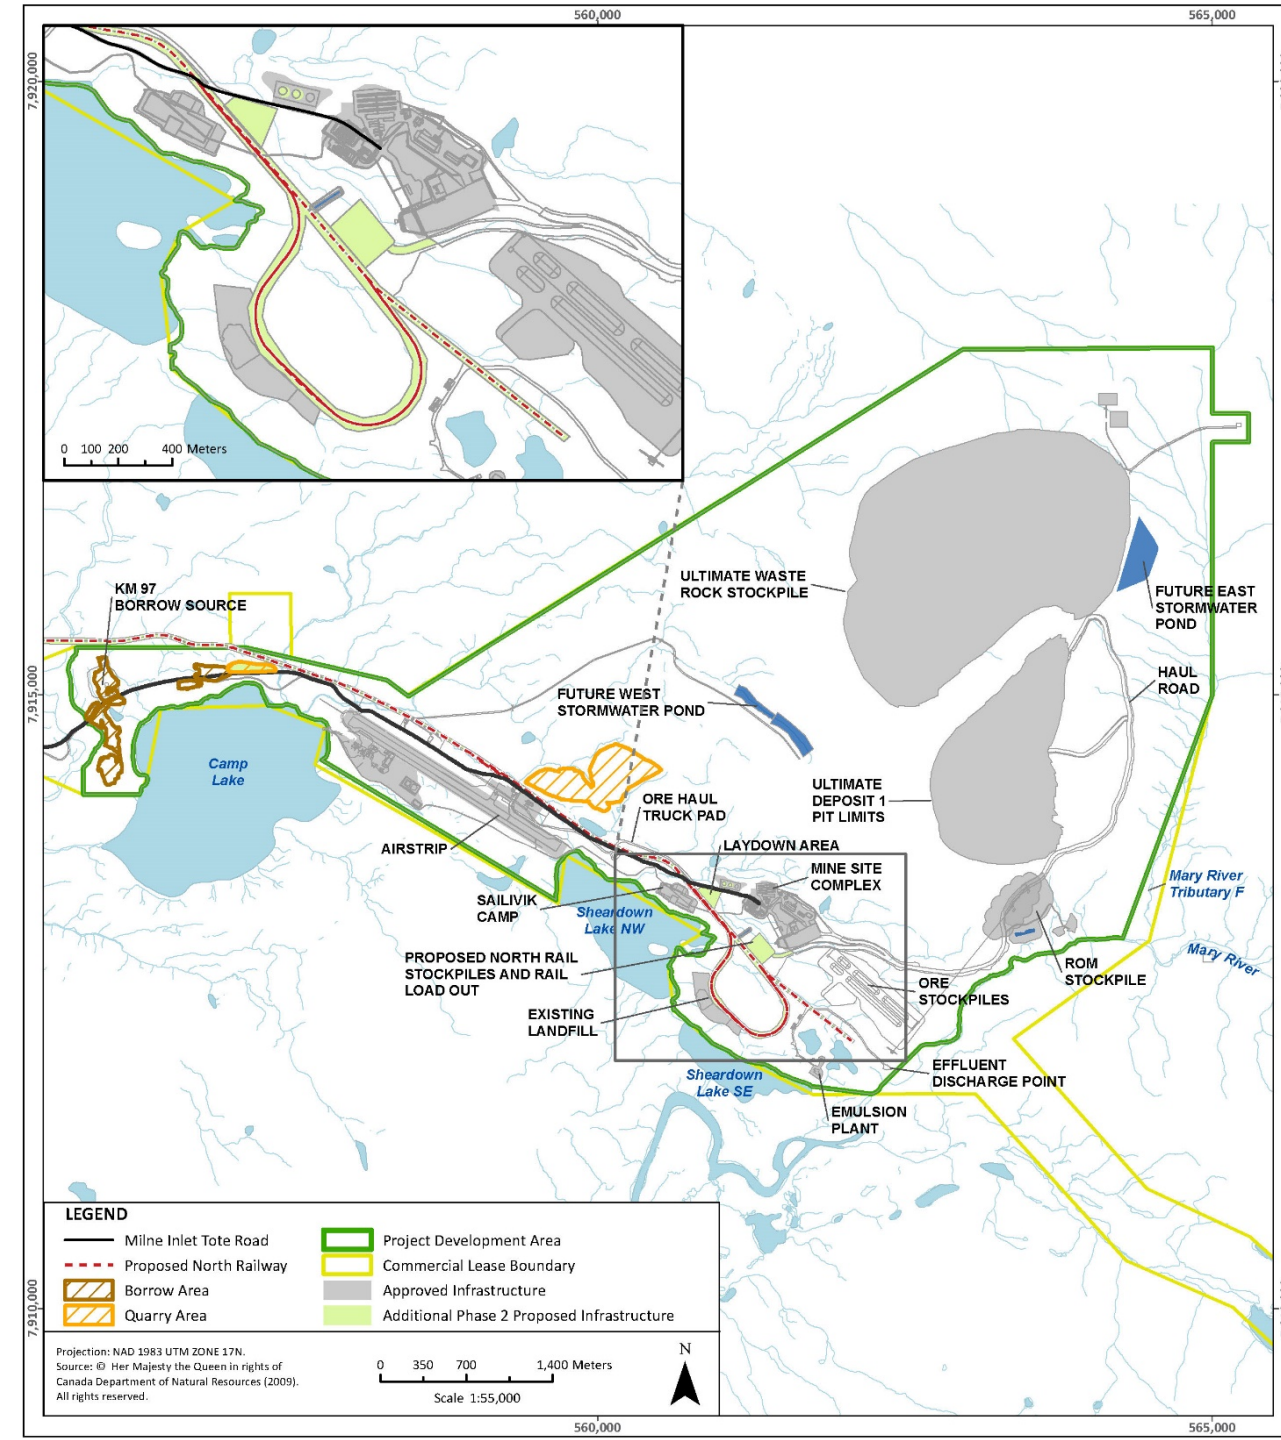 560,000
565,000
7,920,000
0 100 200 400 Meters
KM 97
BORROW SOURCE
ULTIMATE WASTE
ROCK STOCKPILE
FUTURE EAST
STORMWATER
POND
HAUL
ROAD
7,915,000
FUTURE WEST
STORMWATER POND
Camp
Lake
ULTIMATE
DEPOSIT 1
PIT LIMITS
ORE HAUL
TRUCK PAD
AIRSTRIP
LAYDOWN AREA
MINE SITE
COMPLEX
Mary River
Tributary F
SAILIVIK
CAMP
Sheardown
Lake NW
Mary River
PROPOSED NORTH RAIL
STOCKPILES AND RAIL
LOAD OUT
ROM
STOCKPILE
ORE
STOCKPILES
EXISTING
LANDFILL
EFFLUENT
DISCHARGE POINT
Sheardown
Lake SE
EMULSION
PLANT
LEGEND
Milne Inlet Tote Road
Proposed North Railway
Borrow Area
Quarry Area
Project Development Area
Commercial Lease Boundary
Approved Infrastructure
Additional Phase 2 Proposed Infrastructure
7,910,000
Projection: NAD 1983 UTM ZONE 17N.
Source: © Her Majesty the Queen in rights of
Canada Department of Natural Resources (2009).
All rights reserved.
0 350 700 1,400 Meters
Scale 1:55,000
N
560,000
565,000